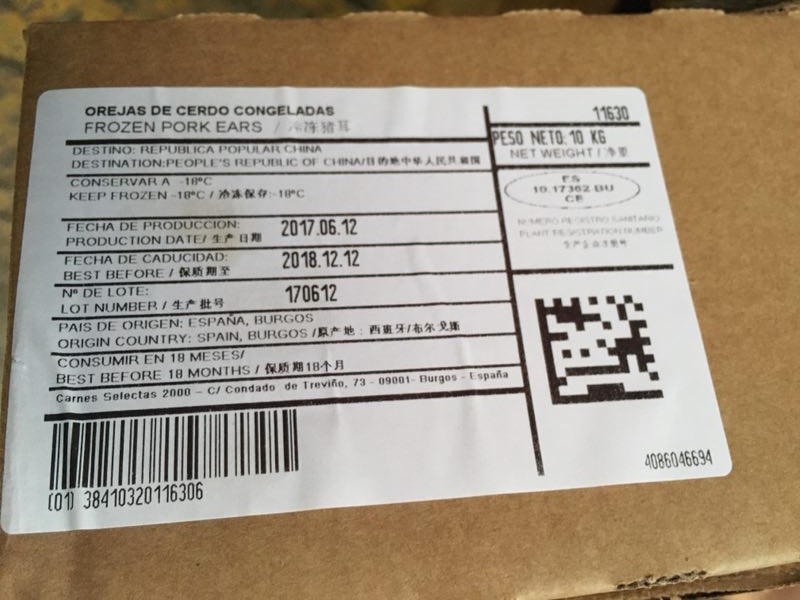 OREJAS DE CERDO CONGELADAS
FROZEN PORK EARS / 冷冻猪耳
DESTINO: REPUBLICA POPULAR CHINA
DESTINATION:PEOPLE'S REPUBLIC OF CHINA/目的地中华人民共和国
CONSERVAR A -18ºC
KEEP FROZEN -18ºC / 冷冻保存:-18ºC
FECHA DE PRODUCCION: 2017.06.12
PRODUCTION DATE/ 生产日期
FECHA DE CADUCIDAD: 2018.12.12
BEST BEFORE / 保质期至
Nº DE LOTE: 170612
LOT NUMBER / 生产批号
PAIS DE ORIGEN: ESPAÑA, BURGOS
ORIGIN COUNTRY: SPAIN, BURGOS /原产地: 西班牙/布尔戈斯
CONSUMIR EN 18 MESES/
BEST BEFORE 18 MONTHS / 保质期18个月
Carnes Selectas 2000 - C/ Condado de Treviño, 73 - 09001- Burgos - España
(01) 38410320116306
11630
PESO NETO: 10 KG
NET WEIGHT / 净重
ES
10.17362 BU
CE
NUMERO REGISTRO SANITARIO
PLANT REGISTRATION NUMBER
生产企业注册号
4086046694